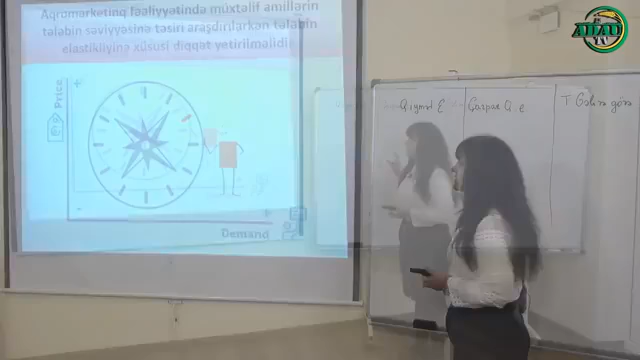 Aqromarketinq fəaliyyətində müxtəlif amillərin
tələbin səviyyəsinə təsiri araşdırılarkən tələbin
elastikliyinə xüsusi diqqət yetirilməlidir
Price
Demand
Qiymət E
Çarpaz Q. e
T Gəlirə görə
ADAU